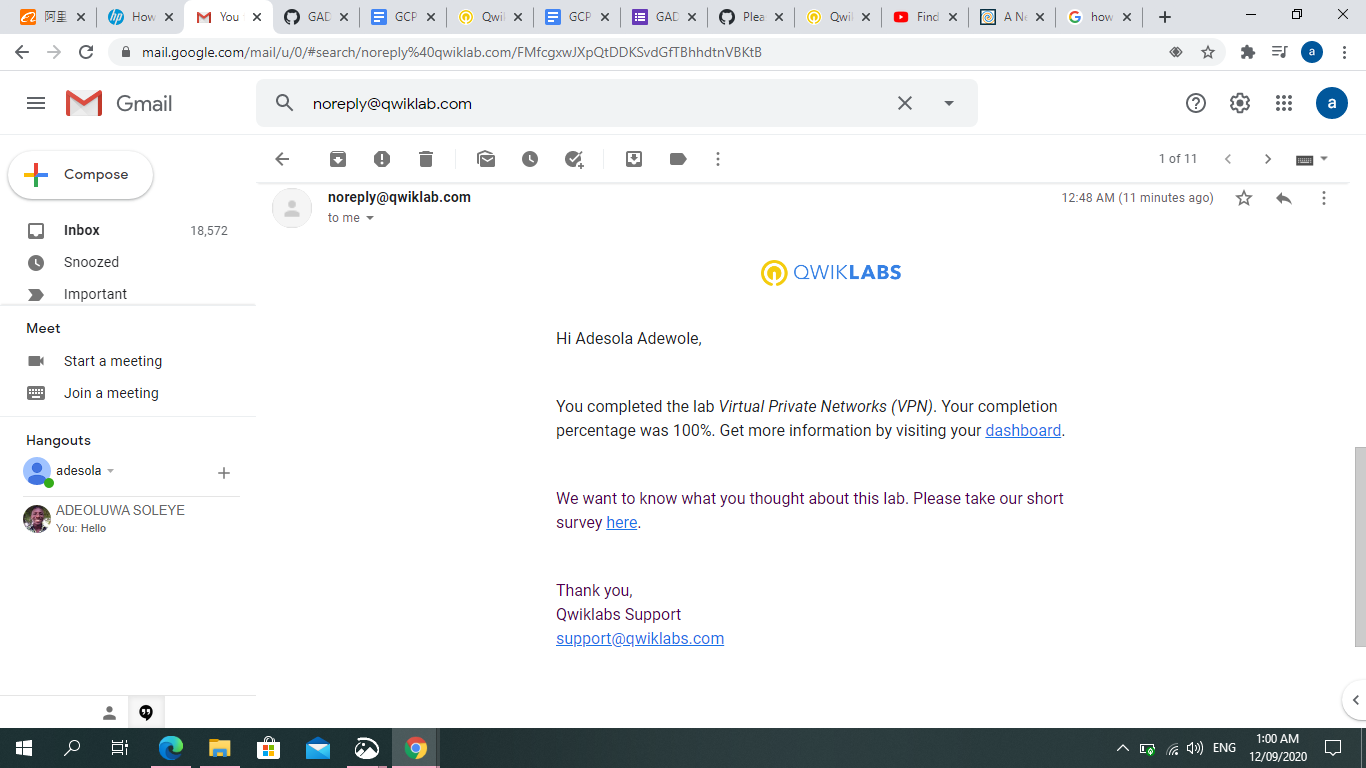 阿里
How
You
GAD
GCP
Qwi
GCP
GAD
Plea
Qwi
Find
A Ne
how
mail.google.com/mail/u/0/#search/noreply%40qwiklab.com/FMfcgxwJXpQtDDKSvdGfTBhhdtnVBKtB
a
Gmail
noreply@qwiklab.com
a
Compose
1 of 11
noreply@qwiklab.com
12:48 AM (11 minutes ago)
to me
Inbox
18,572
Snoozed
Important
Meet
Start a meeting
Join a meeting
Hangouts
adesola
ADEOLUWA SOLEYE
You: Hello
QWIKLABS
Hi Adesola Adewole,
You completed the lab Virtual Private Networks (VPN). Your completion
percentage was 100%. Get more information by visiting your dashboard.
We want to know what you thought about this lab. Please take our short
survey here.
Thank you,
Qwiklabs Support
support@qwiklabs.com
ENG
1:00 AM
12/09/2020